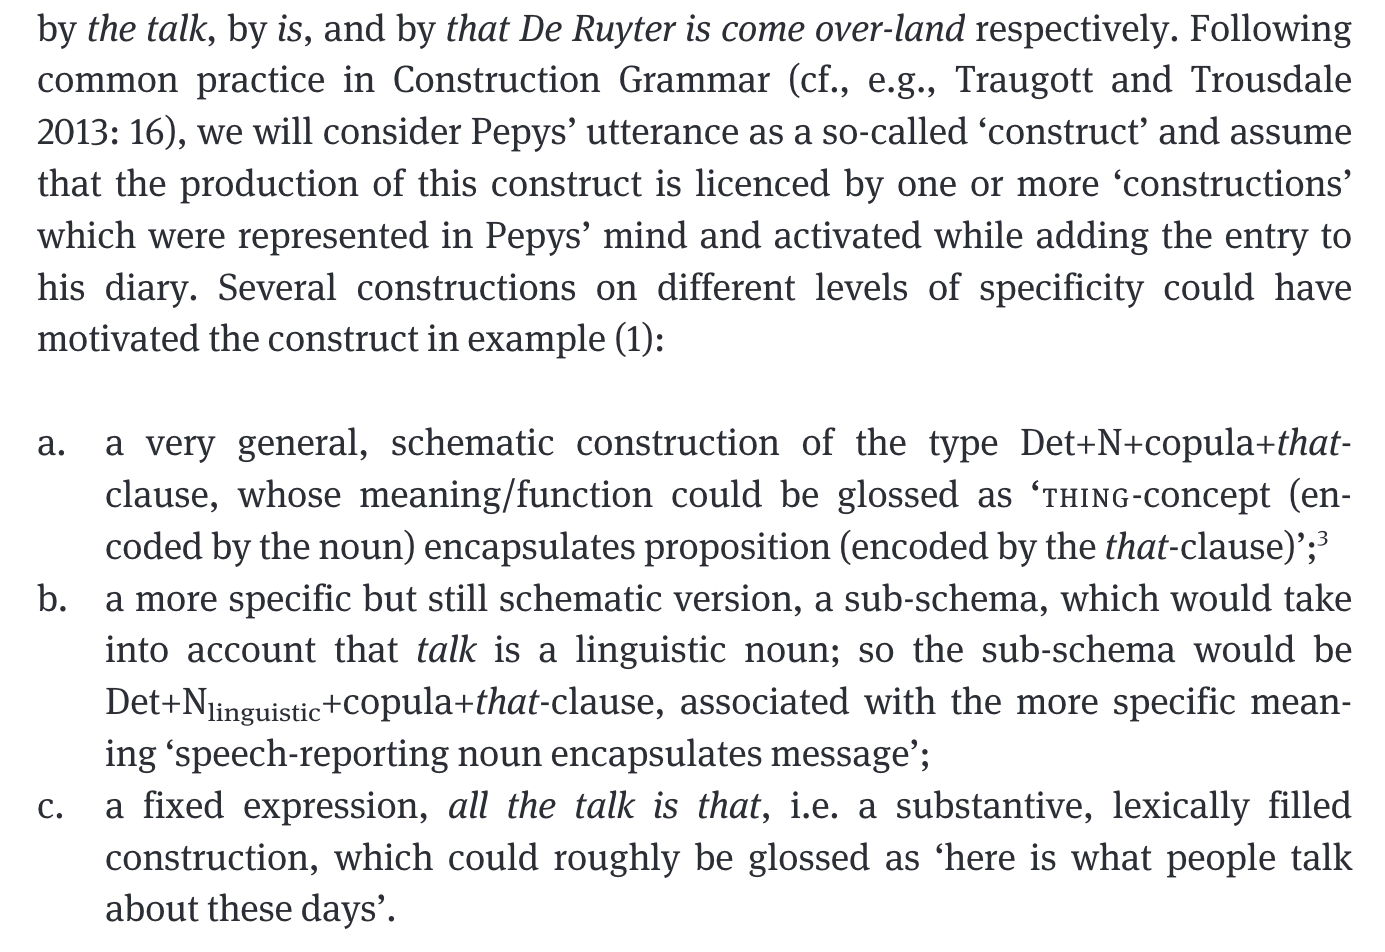 by the talk, by is, and by that De Ruyter is come over-land respectively. Following
common practice in Construction Grammar (cf., e.g., Traugott and Trousdale
2013: 16), we will consider Pepys’ utterance as a so-called ‘construct’ and assume
that the production of this construct is licenced by one or more ‘constructions’
which were represented in Pepys’ mind and activated while adding the entry to
his diary. Several constructions on different levels of specificity could have
motivated the construct in example (1):
a. a very general, schematic construction of the type Det+N+copula+that-
clause, whose meaning/function could be glossed as ‘THING-concept (en-
coded by the noun) encapsulates proposition (encoded by the that-clause)’;3
b. a more specific but still schematic version, a sub-schema, which would take
into account that talk is a linguistic noun; so the sub-schema would be
Det+Nlinguistic+copula+that-clause, associated with the more specific mean-
ing ‘speech-reporting noun encapsulates message’;
c. a fixed expression, all the talk is that, i.e. a substantive, lexically filled
construction, which could roughly be glossed as ‘here is what people talk
about these days’.